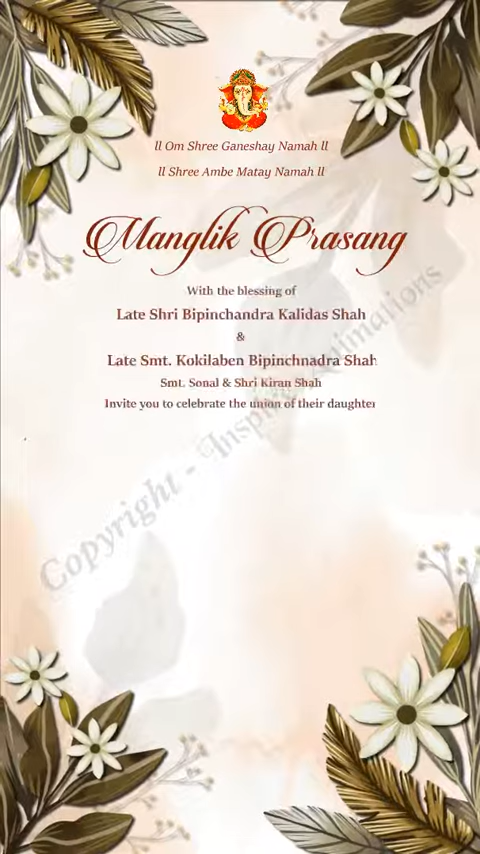 ll Om Shree Ganeshay Namah ll
ll Shree Ambe Matay Namah ll
Manglik Prasang
With the blessing of
Late Shri Bipinchandra Kalidas Shah
&
Late Smt. Kokilaben Bipinchnadra Shah
Smt. Sonal & Shri Kiran Shah
Invite you to celebrate the union of their daughter
Copyright - Inspire Animations